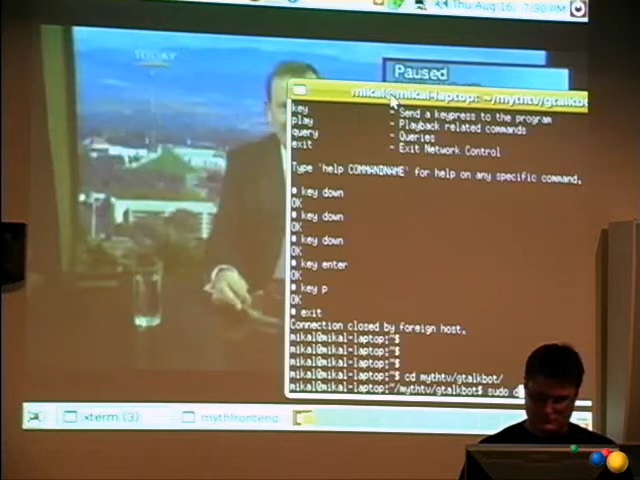 Thu Aug 16, 7:30 PM
TODAY
Paused
mikal@mikal-laptop: ~/mythtv/gtalkbot
key - Send a keypress to the program
play - Playback related commands
query - Queries
exit - Exit Network Control
Type 'help COMMANDNAME' for help on any specific command.
# key down
OK
# key down
OK
# key down
OK
# key enter
OK
# key p
OK
# exit
Connection closed by foreign host.
mikal@mikal-laptop:~$
mikal@mikal-laptop:~$
mikal@mikal-laptop:~$
mikal@mikal-laptop:~$ cd mythtv/gtalkbot/
mikal@mikal-laptop:~/mythtv/gtalkbot$ sudo d
xterm (3) mythfrontend